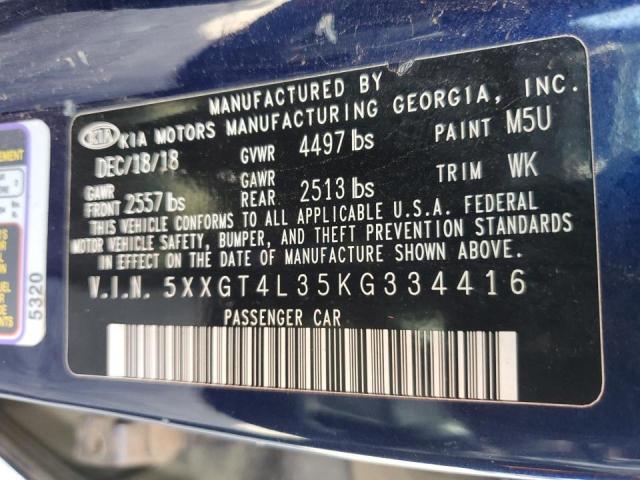 MANUFACTURED BY
KIA KIA MOTORS MANUFACTURING GEORGIA, INC.
DEC/18/18 GVWR 4497 lbs PAINT M5U
GAWR FRONT 2557 lbs GAWR REAR 2513 lbs TRIM WK
THIS VEHICLE CONFORMS TO ALL APPLICABLE U.S.A. FEDERAL
MOTOR VEHICLE SAFETY, BUMPER, AND THEFT PREVENTION STANDARDS
IN EFFECT ON THE DATE OF MANUFACTURE SHOWN ABOVE.
V.I.N. 5XXGT4L35KG334416
PASSENGER CAR
5320